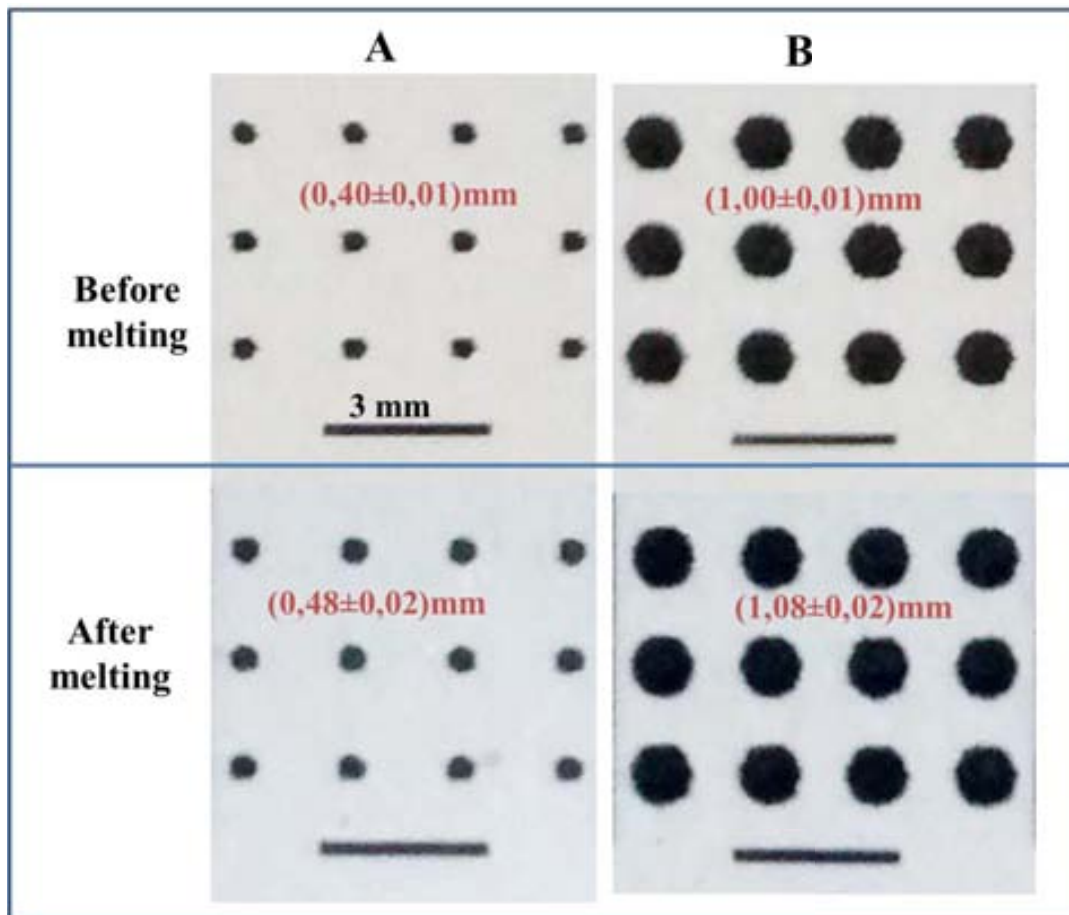 A
B
(0,40±0,01)mm
(1,00±0,01)mm
Before
melting
3 mm
(0,48±0,02)mm
(1,08±0,02)mm
After
melting